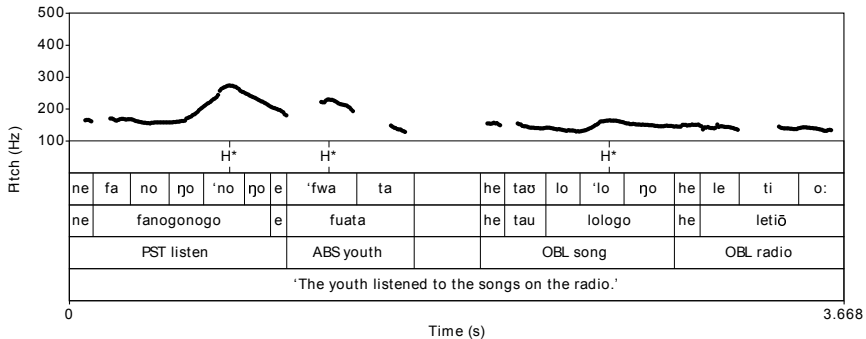 500
400
300
200
100
Pitch (Hz)
H* H* H*
ne fa no ŋo ˈno ŋo e ˈfwa ta he taʊ lo ˈlo ŋo he le ti oː
ne fanogonogo e fuata he tau lologo he letiō
PST listen ABS youth OBL song OBL radio
‘The youth listened to the songs on the radio.’
0 3.668
Time (s)